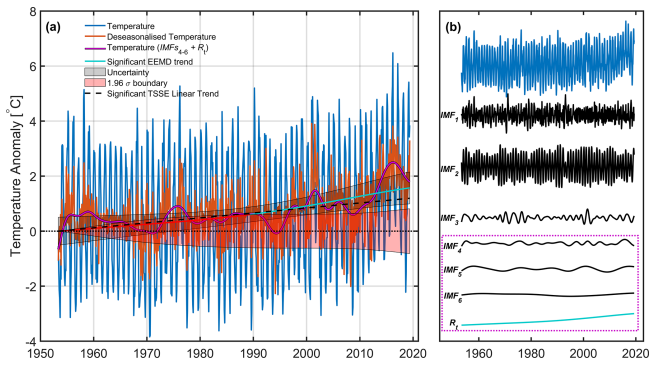 (a)
Temperature
Deseasonalised Temperature
Temperature (IMFs4-6 + Rt)
Significant EEMD trend
Uncertainty
1.96 σ boundary
Significant TSSE Linear Trend
Temperature Anomaly [°C]
8
6
4
2
0
-2
-4
1950 1960 1970 1980 1990 2000 2010 2020
(b)
IMF1
IMF2
IMF3
IMF4
IMF5
IMF6
Rt
1960 1980 2000 2020